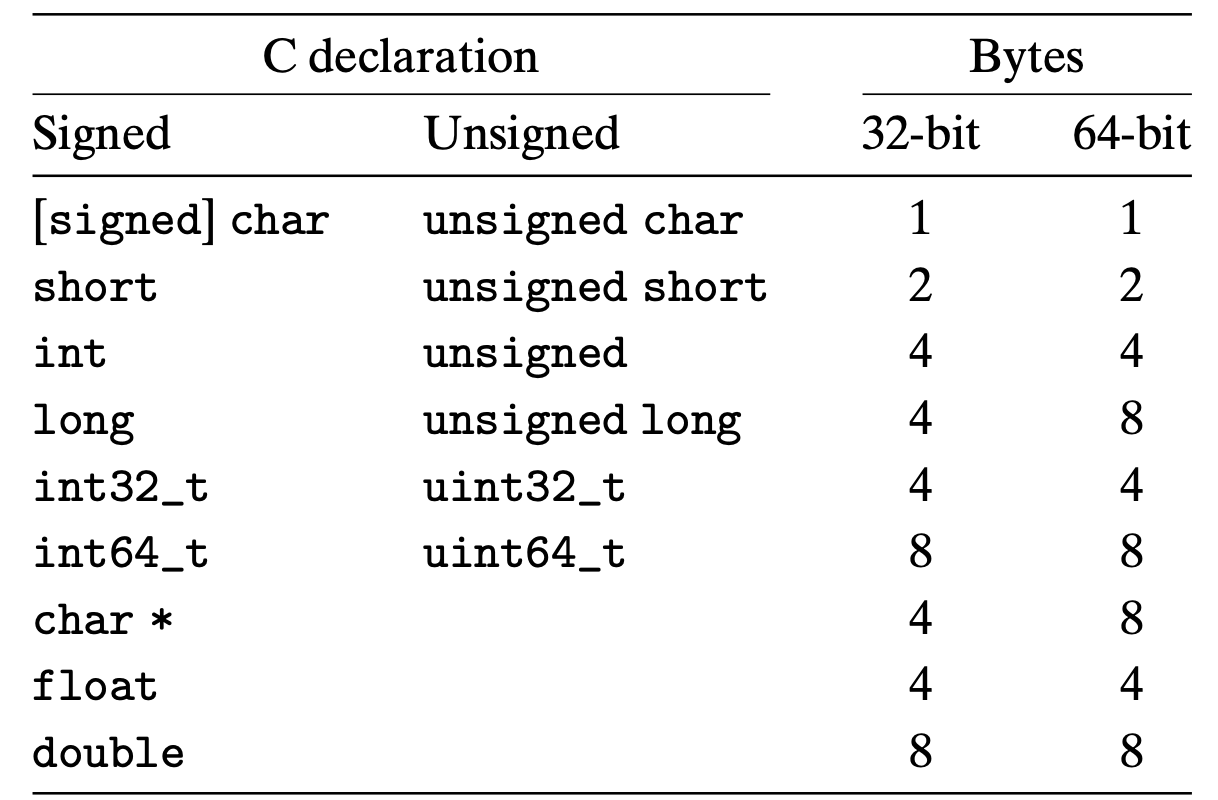 C declaration Bytes
Signed Unsigned 32-bit 64-bit
[signed] char unsigned char 1 1
short unsigned short 2 2
int unsigned 4 4
long unsigned long 4 8
int32_t uint32_t 4 4
int64_t uint64_t 8 8
char * 4 8
float 4 4
double 8 8